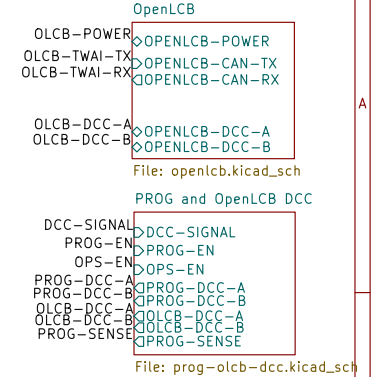 OpenLCB
OLCB-POWER OPENLCB-POWER
OLCB-TWAI-TX OPENLCB-CAN-TX
OLCB-TWAI-RX OPENLCB-CAN-RX
A
OLCB-DCC-A OPENLCB-DCC-A
OLCB-DCC-B OPENLCB-DCC-B
File: openlcb.kicad_sch
PROG and OpenLCB DCC
DCC-SIGNAL DCC-SIGNAL
PROG-EN PROG-EN
OPS-EN OPS-EN
PROG-DCC-A PROG-DCC-A
PROG-DCC-B PROG-DCC-B
OLCB-DCC-A OLCB-DCC-A
OLCB-DCC-B OLCB-DCC-B
PROG-SENSE PROG-SENSE
File: prog-olcb-dcc.kicad_sch